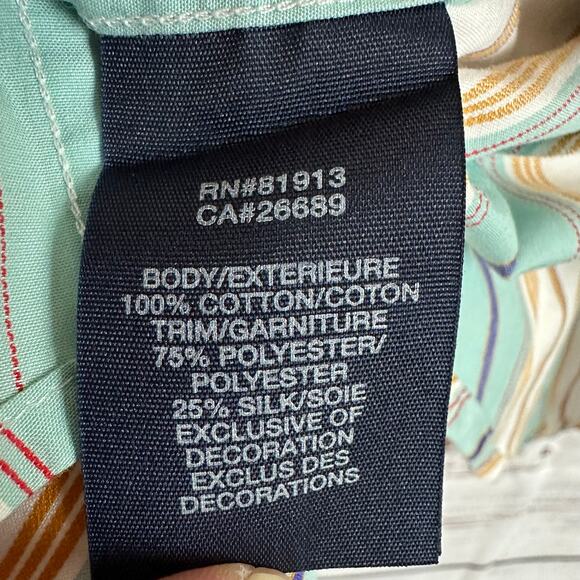 RN#81913
CA#26689
BODY/EXTERIEURE
100% COTTON/COTON
TRIM/GARNITURE
75% POLYESTER/
POLYESTER
25% SILK/SOIE
EXCLUSIVE OF
DECORATION
EXCLUS DES
DECORATIONS